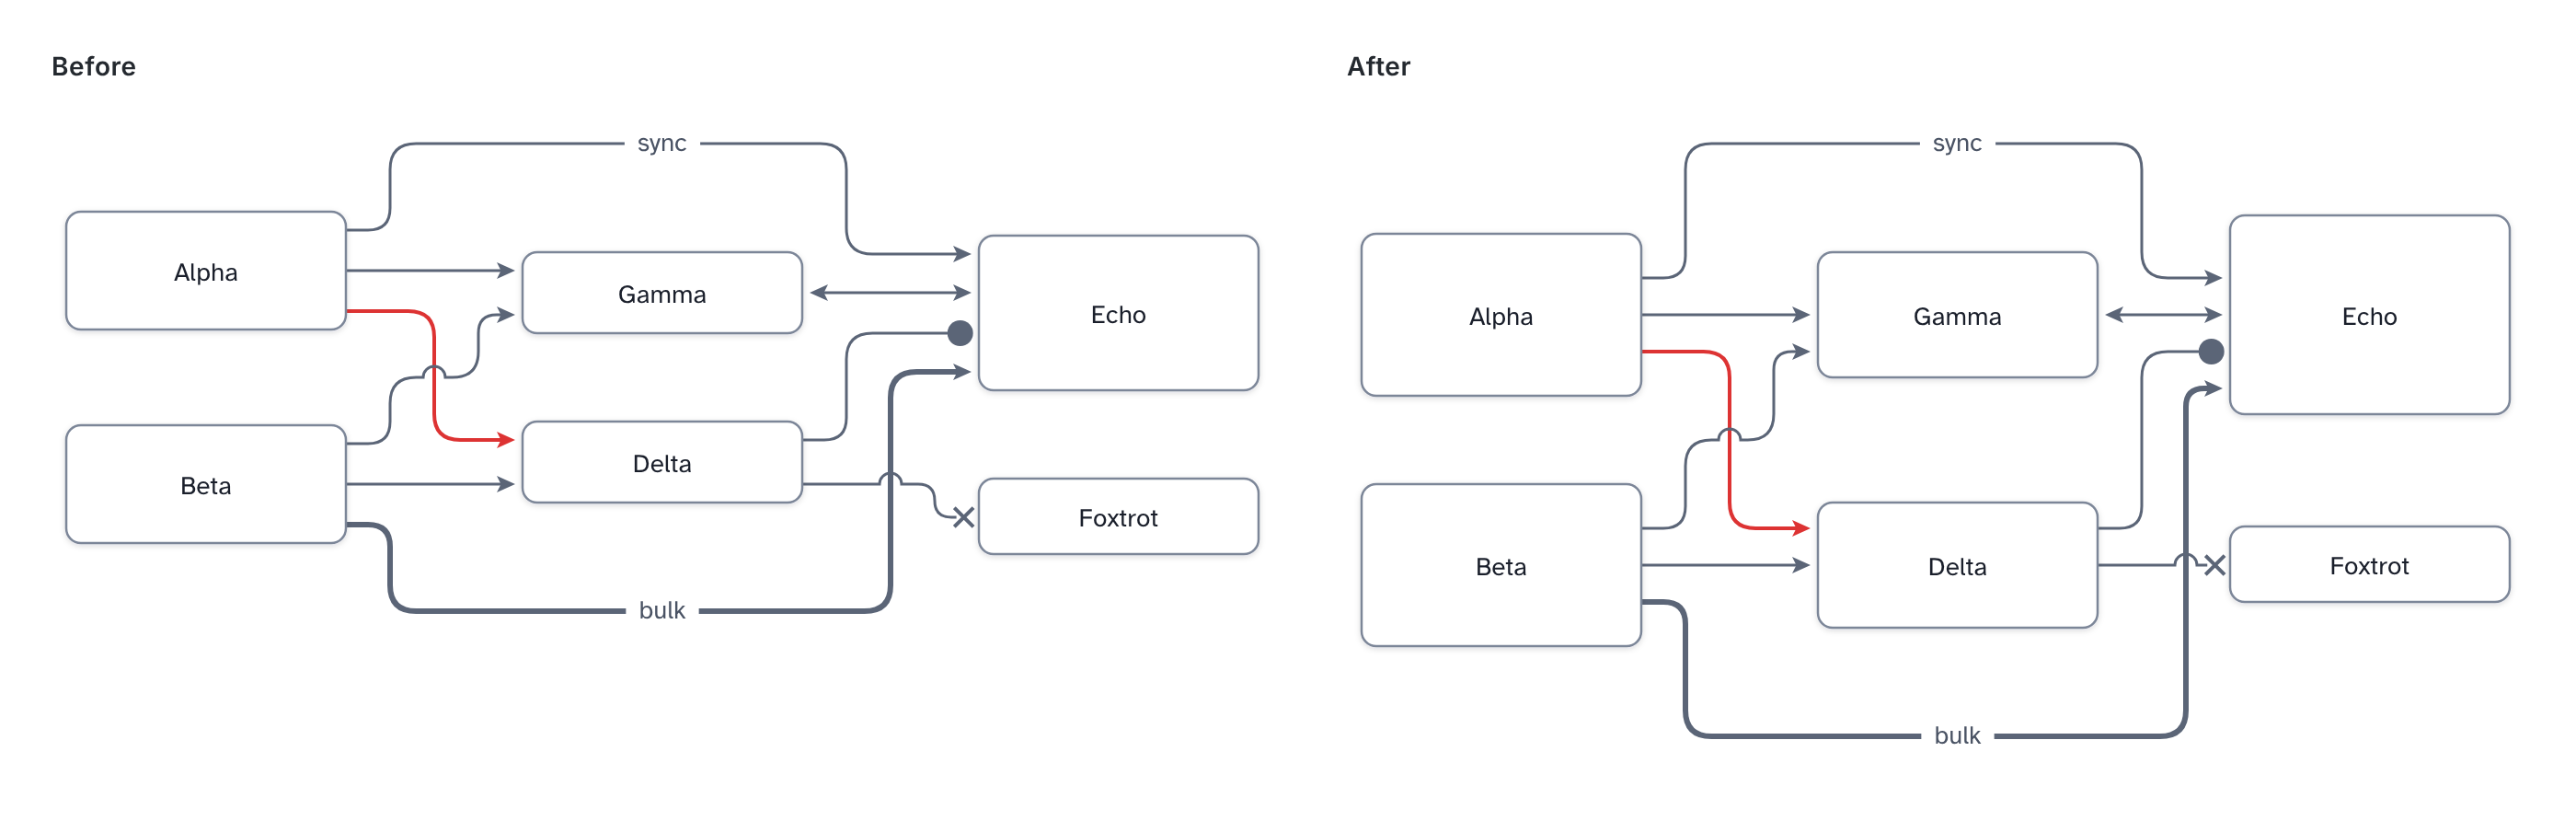 Before
sync
Alpha
Gamma
Echo
Beta
Delta
Foxtrot
bulk
After
sync
Alpha
Gamma
Echo
Beta
Delta
Foxtrot
bulk